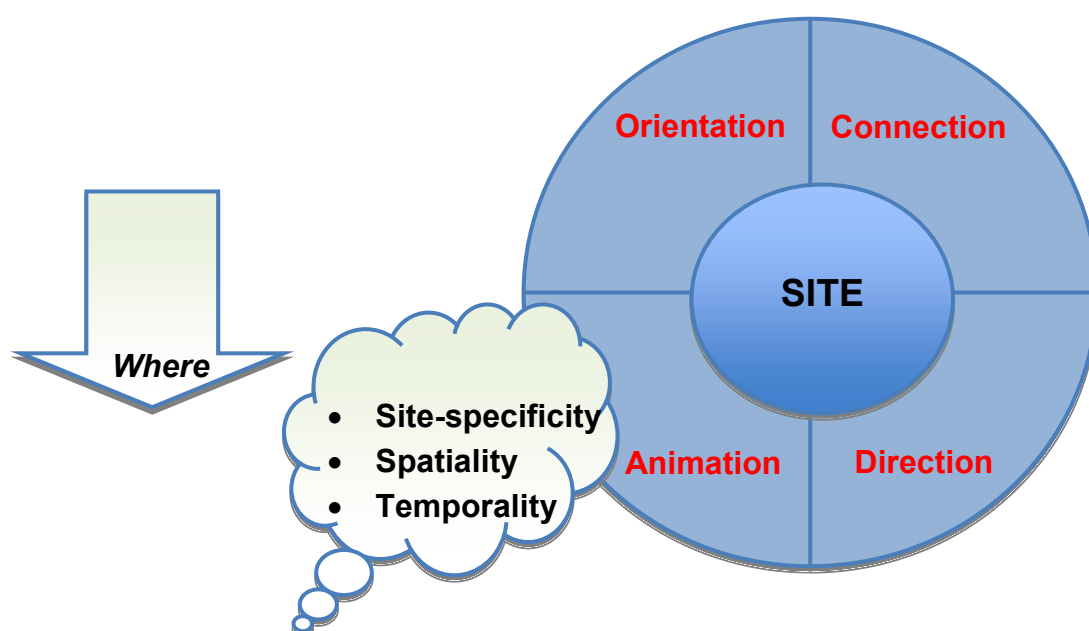 Orientation
Connection
SITE
Where
• Site-specificity
• Spatiality
• Temporality
Animation
Direction